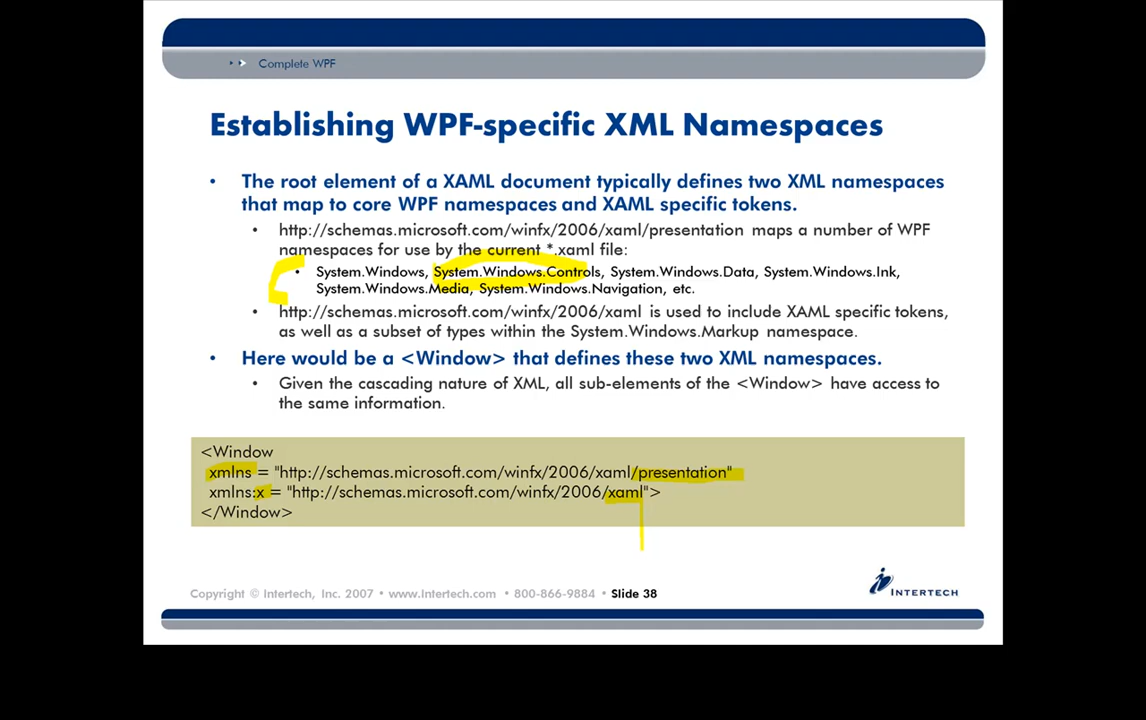 Complete WPF
Establishing WPF-specific XML Namespaces
• The root element of a XAML document typically defines two XML namespaces
that map to core WPF namespaces and XAML specific tokens.
• http://schemas.microsoft.com/winfx/2006/xaml/presentation maps a number of WPF
namespaces for use by the current *.xaml file:
• System.Windows, System.Windows.Controls, System.Windows.Data, System.Windows.Ink,
System.Windows.Media, System.Windows.Navigation, etc.
• http://schemas.microsoft.com/winfx/2006/xaml is used to include XAML specific tokens,
as well as a subset of types within the System.Windows.Markup namespace.
• Here would be a <Window> that defines these two XML namespaces.
• Given the cascading nature of XML, all sub-elements of the <Window> have access to
the same information.
<Window
xmlns = "http://schemas.microsoft.com/winfx/2006/xaml/presentation"
xmlns:x = "http://schemas.microsoft.com/winfx/2006/xaml">
</Window>
Copyright © Intertech, Inc. 2007 • www.Intertech.com • 800-866-9884 • Slide 38
INTERTECH